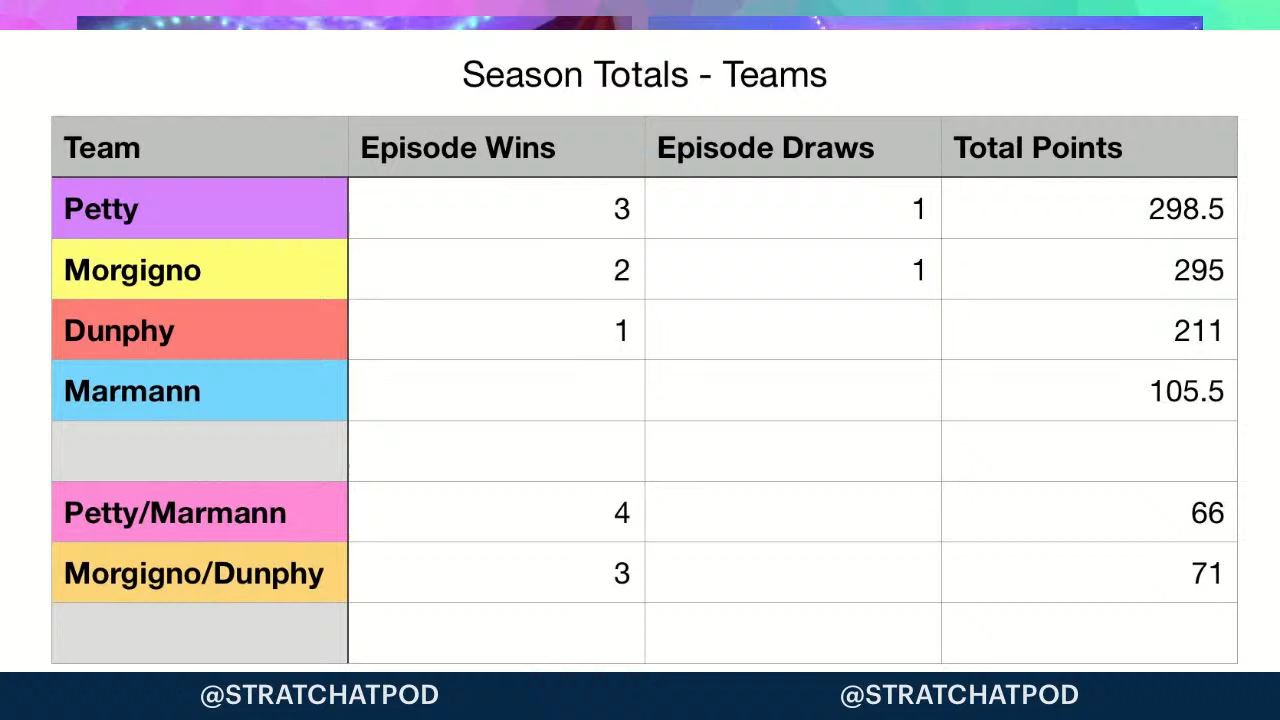 Season Totals - Teams
Team Episode Wins Episode Draws Total Points
Petty 3 1 298.5
Morgigno 2 1 295
Dunphy 1 211
Marmann 105.5
Petty/Marmann 4 66
Morgigno/Dunphy 3 71
@STRATCHATPOD @STRATCHATPOD